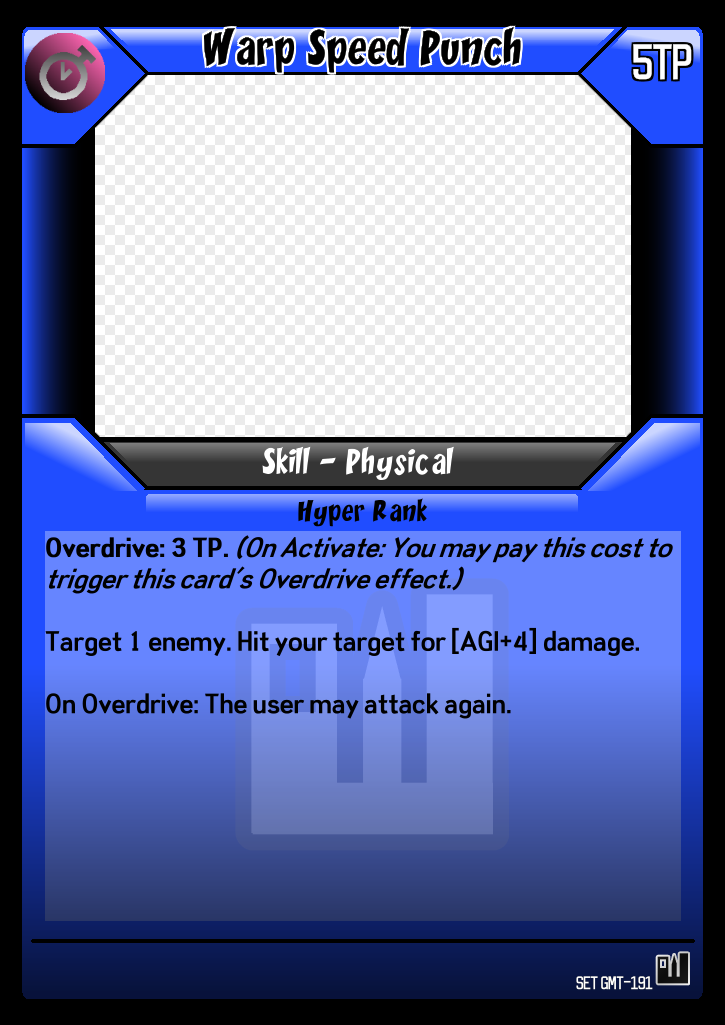 Warp Speed Punch
5TP
Skill - Physical
Hyper Rank
Overdrive: 3 TP. (On Activate: You may pay this cost to
trigger this card's Overdrive effect.)
Target 1 enemy. Hit your target for [AGI+4] damage.
On Overdrive: The user may attack again.
SET GMT-191